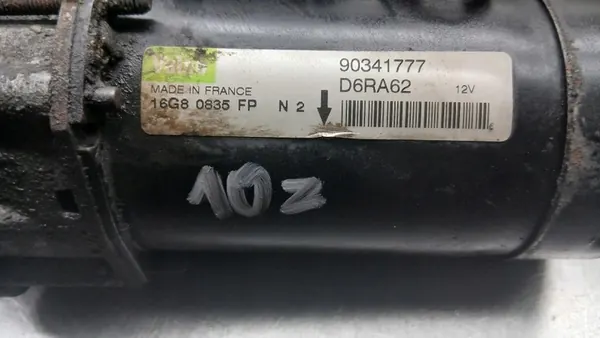 90341777
MADE IN FRANCE D6RA62 12V
16G8 0835 FP N 2
10z